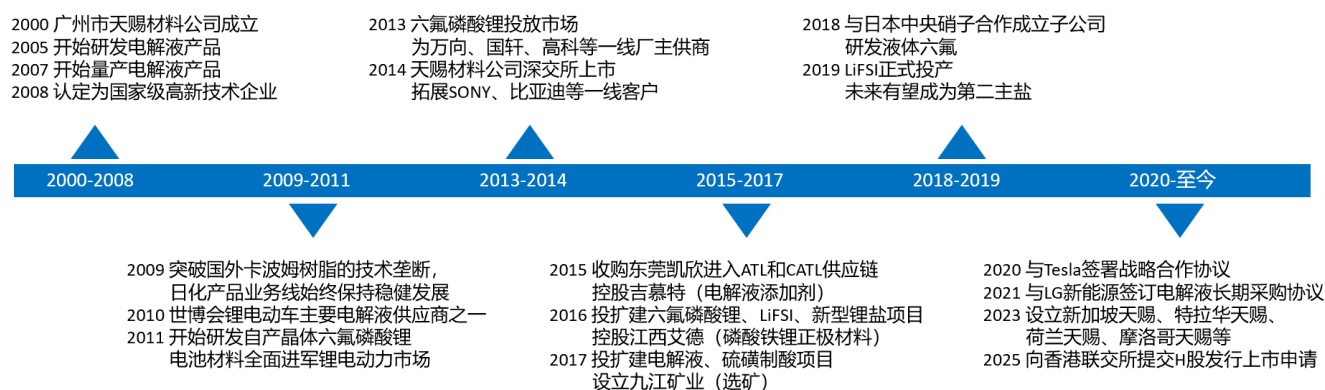 2000 广州市天赐材料公司成立
2005 开始研发电解液产品
2007 开始量产电解液产品
2008 认定为国家级高新技术企业
2013 六氟磷酸锂投放市场
为万向、国轩、高科等一线厂主供商
2014 天赐材料公司深交所上市
拓展SONY、比亚迪等一线客户
2018 与日本中央硝子合作成立子公司
研发液体六氟
2019 LiFSI正式投产
未来有望成为第二主盐
2000-2008
2009-2011
2013-2014
2015-2017
2018-2019
2020-至今
2009 突破国外卡波姆树脂的技术垄断，
日化产品业务线始终保持稳健发展
2010 世博会锂电动车主要电解液供应商之一
2011 开始研发自产晶体六氟磷酸锂
电池材料全面进军锂电动力市场
2015 收购东莞凯欣进入ATL和CATL供应链
控股吉慕特（电解液添加剂）
2016 投扩建六氟磷酸锂、LiFSI、新型锂盐项目
控股江西艾德（磷酸铁锂正极材料）
2017 投扩建电解液、硫磺制酸项目
设立九江矿业（选矿）
2020 与Tesla签署战略合作协议
2021 与LG新能源签订电解液长期采购协议
2023 设立新加坡天赐、特拉华天赐、
荷兰天赐、摩洛哥天赐等
2025 向香港联交所提交H股发行上市申请